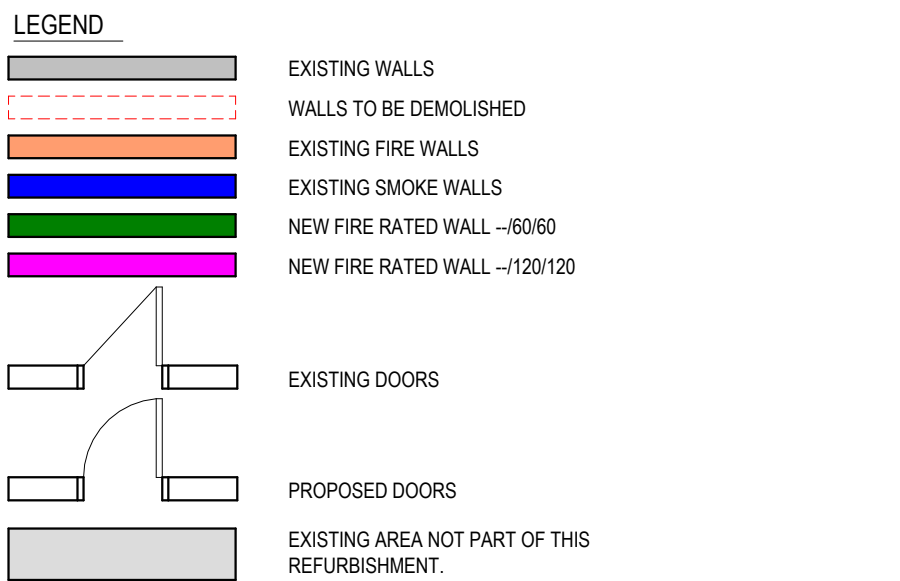 LEGEND
EXISTING WALLS
WALLS TO BE DEMOLISHED
EXISTING FIRE WALLS
EXISTING SMOKE WALLS
NEW FIRE RATED WALL --/60/60
NEW FIRE RATED WALL --/120/120
EXISTING DOORS
PROPOSED DOORS
EXISTING AREA NOT PART OF THIS
REFURBISHMENT.